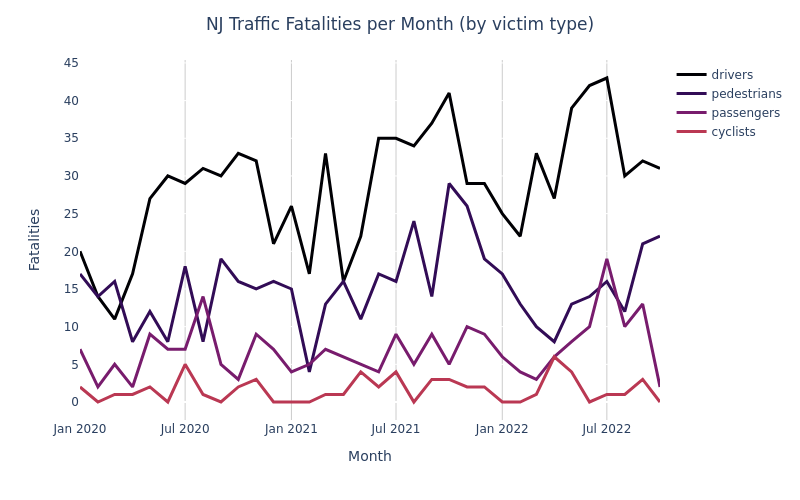 NJ Traffic Fatalities per Month (by victim type)
45
40
35
30
25
20
15
10
5
0
Fatalities
Jan 2020
Jul 2020
Jan 2021
Jul 2021
Jan 2022
Jul 2022
Month
drivers
pedestrians
passengers
cyclists